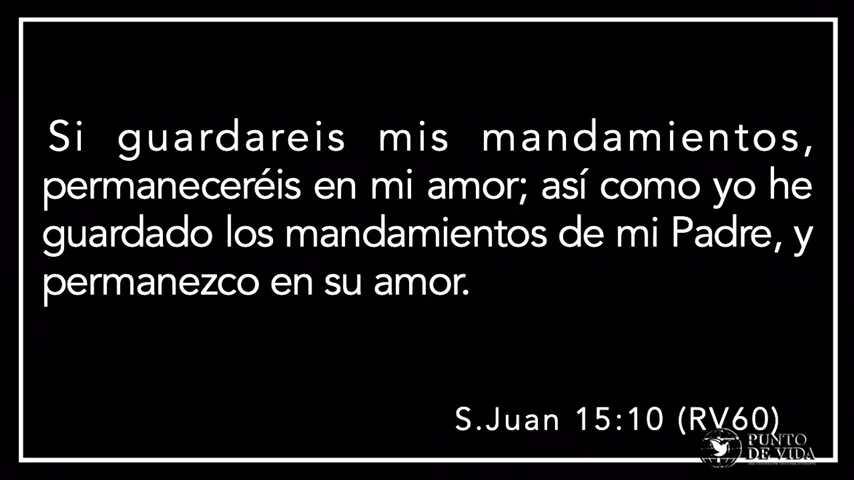 Si guardareis mis mandamientos,
permaneceréis en mi amor; así como yo he
guardado los mandamientos de mi Padre, y
permanezco en su amor.
S.Juan 15:10 (RV60)
PUNTO
DE VIDA